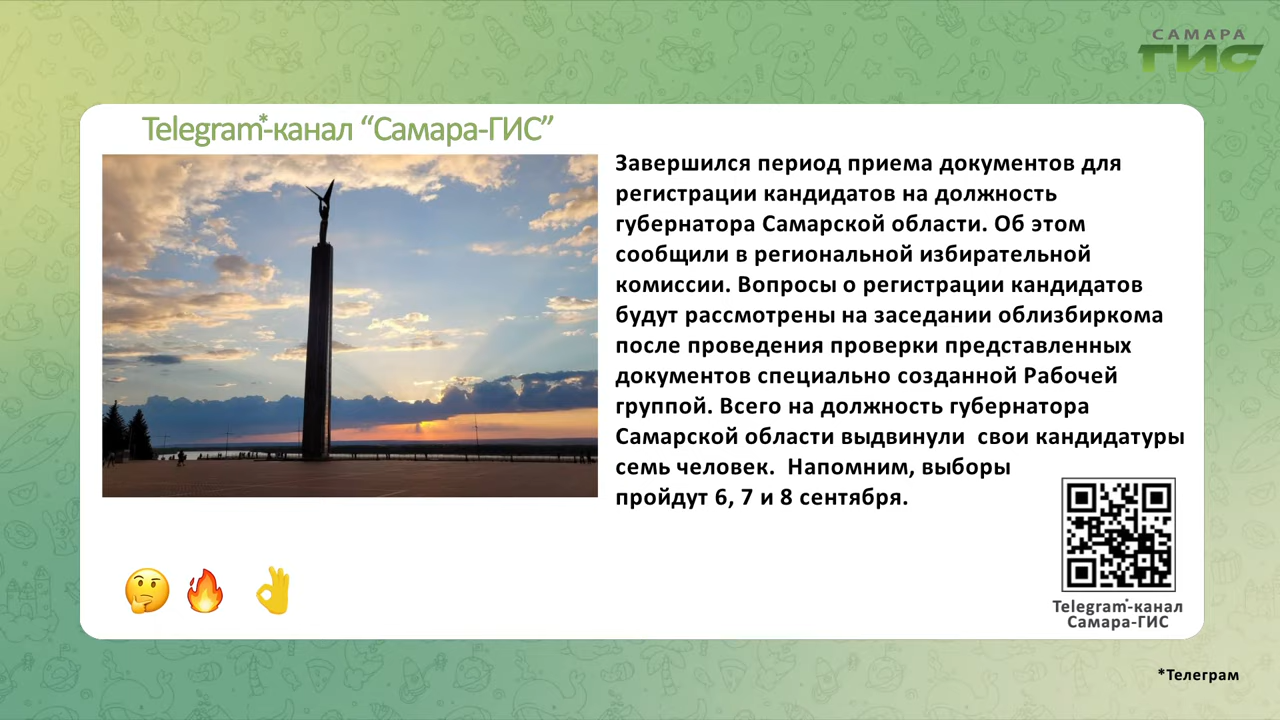 САМАРА
ГИС
Telegram*-канал “Самара-ГИС”
Завершился период приема документов для
регистрации кандидатов на должность
губернатора Самарской области. Об этом
сообщили в региональной избирательной
комиссии. Вопросы о регистрации кандидатов
будут рассмотрены на заседании облизбиркома
после проведения проверки представленных
документов специально созданной Рабочей
группой. Всего на должность губернатора
Самарской области выдвинули  свои кандидатуры
семь человек.  Напомним, выборы
пройдут 6, 7 и 8 сентября.
Telegram*-канал
Самара-ГИС
*Телеграм